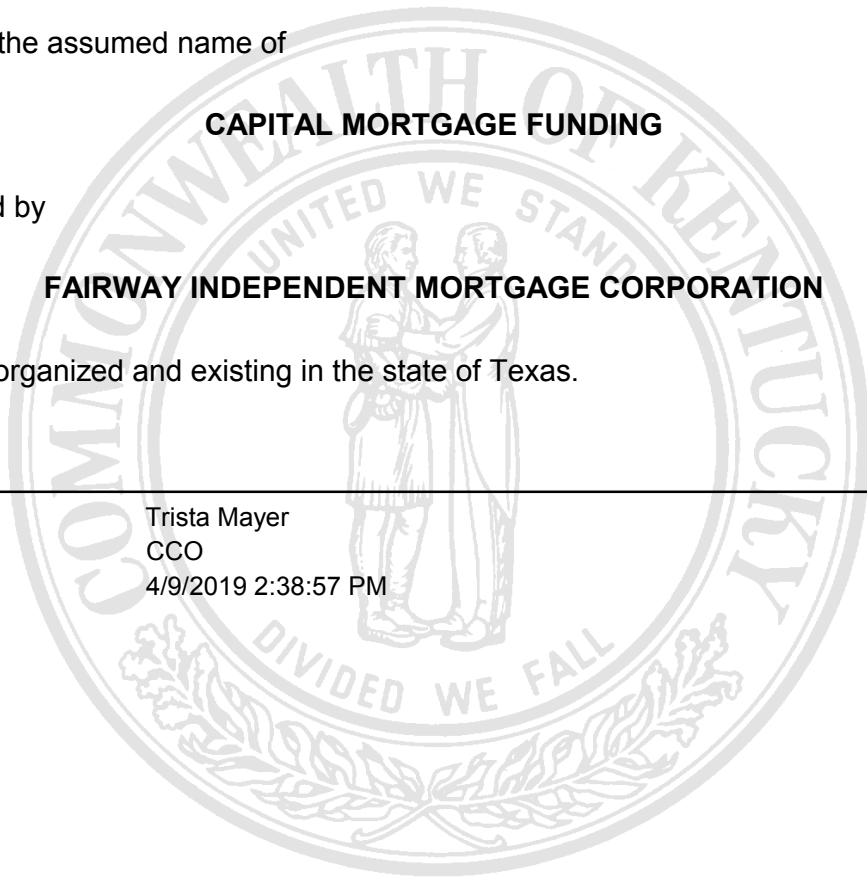 the assumed name of
CAPITAL MORTGAGE FUNDING
d by
FAIRWAY INDEPENDENT MORTGAGE CORPORATION
organized and existing in the state of Texas.
Trista Mayer
CCO
4/9/2019 2:38:57 PM
COMMONWEALTH OF KENTUCKY
UNITED WE STAND
DIVIDED WE FALL